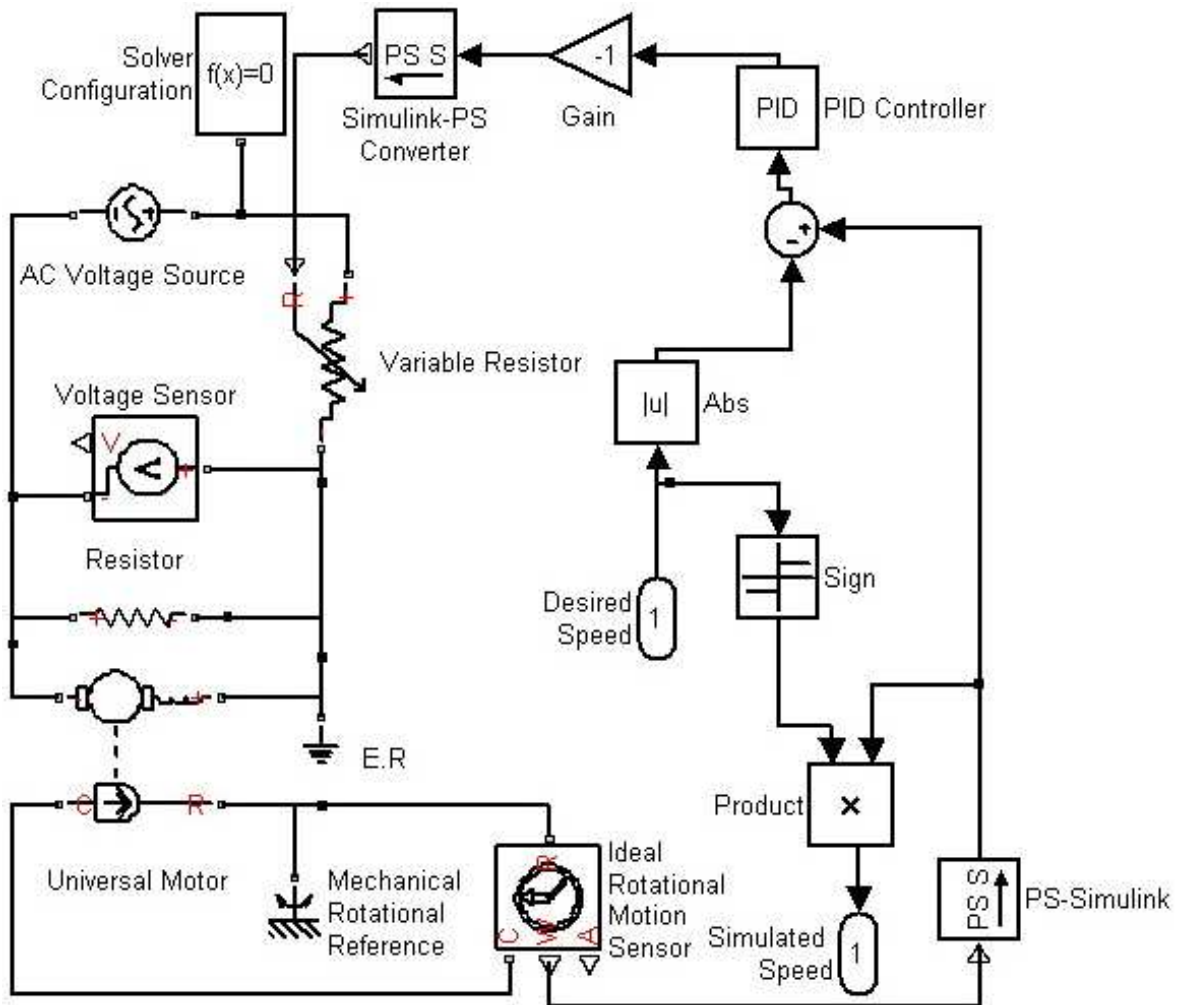 Solver
Configuration
f(x)=0
PS S
Simulink-PS
Converter
-1
Gain
PID
PID Controller
AC Voltage Source
- +
R
+
Variable Resistor
|u|
Abs
Voltage Sensor
V
V
+
-
Resistor
+ -
Sign
Desired
Speed
1
+
E.R
C
R
Universal Motor
Mechanical
Rotational
Reference
R
C
W
A
Ideal
Rotational
Motion
Sensor
Product
×
Simulated
Speed
1
PS S
PS-Simulink